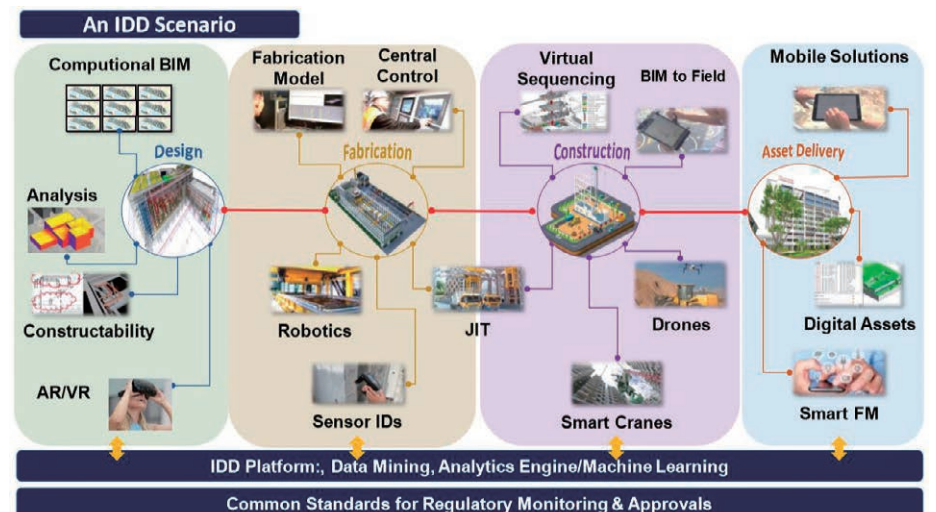 An IDD Scenario
Computional BIM
Design
Analysis
Constructability
AR/VR
Fabrication
Model
Central
Control
Fabrication
Robotics
JIT
Sensor IDs
Virtual
Sequencing
BIM to Field
Construction
Drones
Smart Cranes
Mobile Solutions
Asset Delivery
Digital Assets
Smart FM
IDD Platform:, Data Mining, Analytics Engine/Machine Learning
Common Standards for Regulatory Monitoring & Approvals